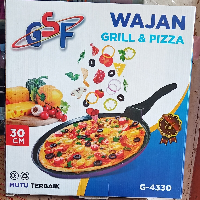 GSF
WAJAN
GRILL & PIZZA
30
CM
MUTU TERBAIK
G-4330